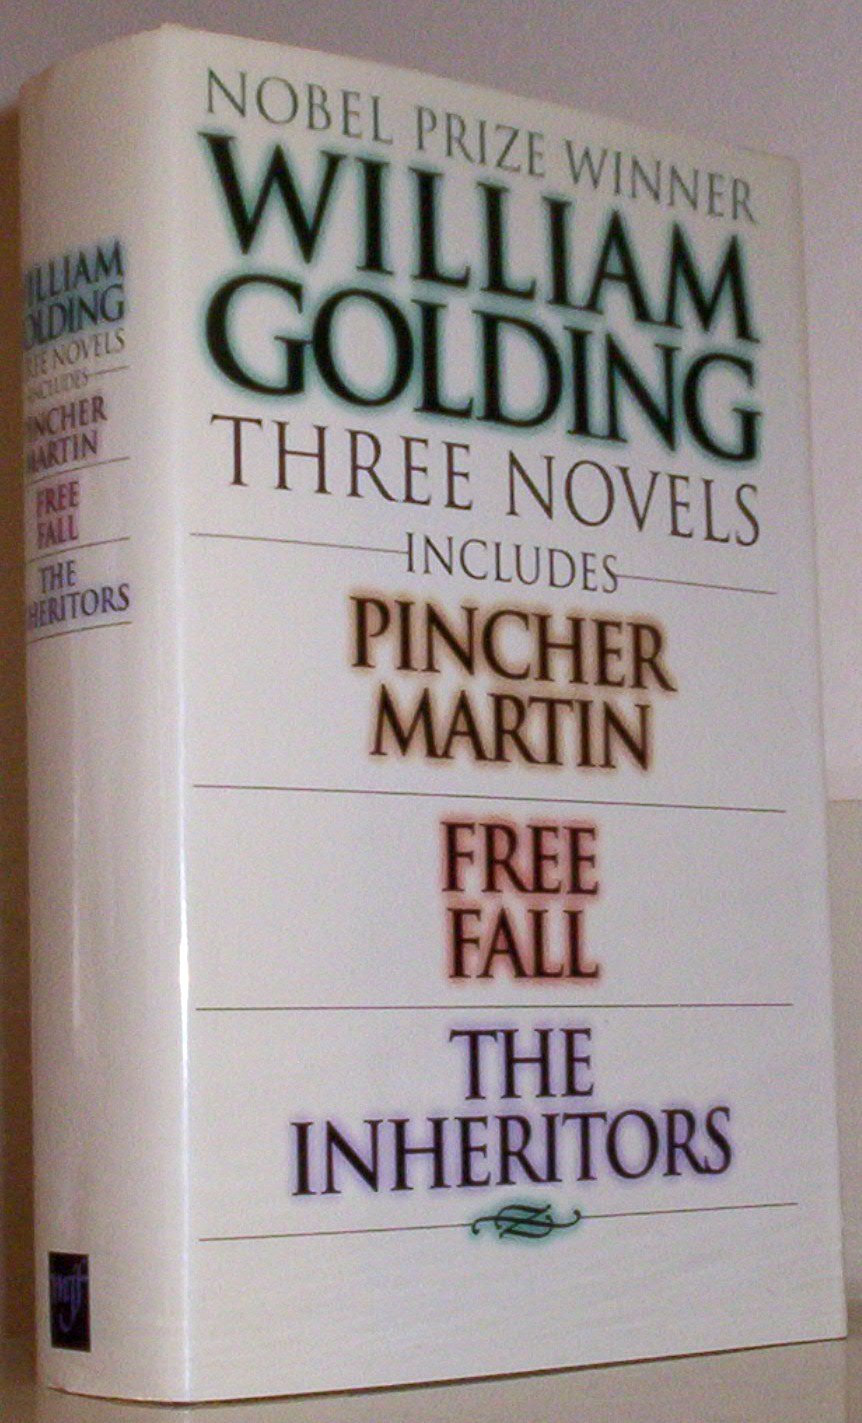 NOBEL PRIZE WINNER
WILLIAM
GOLDING
THREE NOVELS
INCLUDES
PINCHER
MARTIN
FREE
FALL
THE
INHERITORS
WILLIAM
GOLDING
THREE NOVELS
INCLUDES
PINCHER
MARTIN
FREE
FALL
THE
INHERITORS
mjf